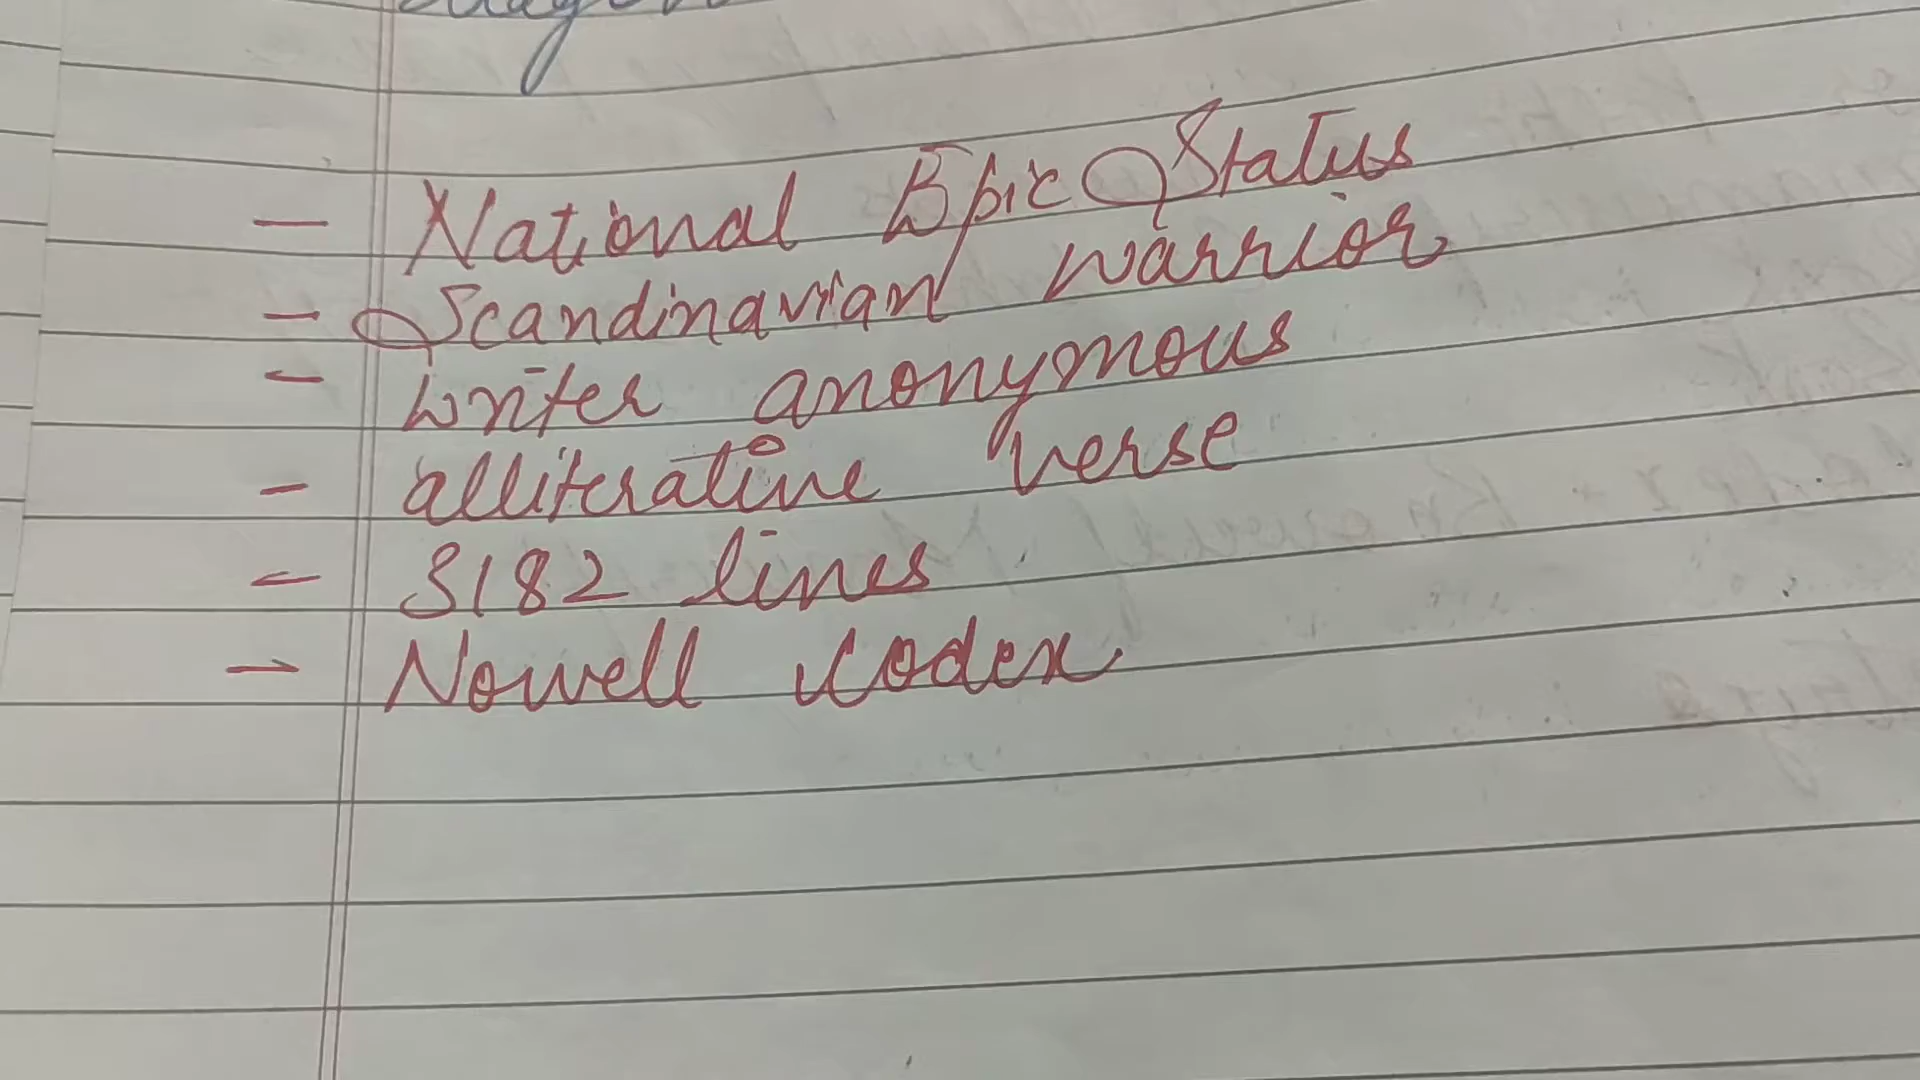 - National Epic Status
- Scandinavian warrior
- writer anonymous
- alliterative verse
- 3182 lines
- Nowell codex